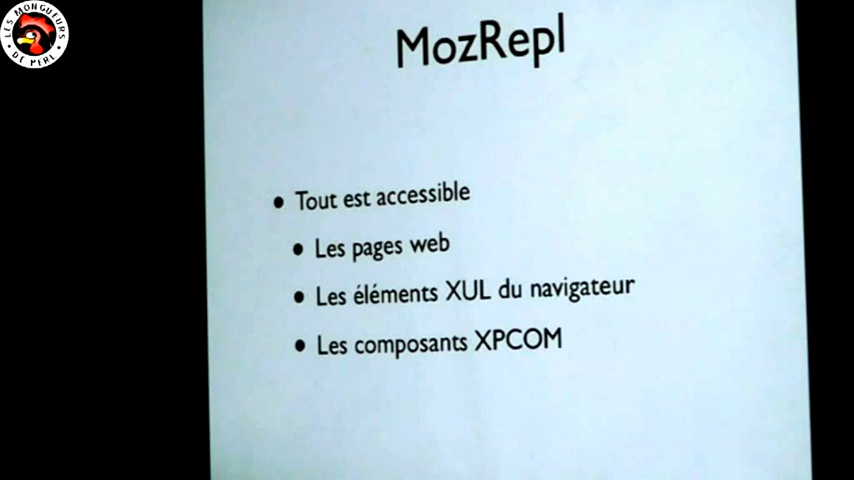 LES MONGUEURS
DE PERL
MozRepl
• Tout est accessible
• Les pages web
• Les éléments XUL du navigateur
• Les composants XPCOM